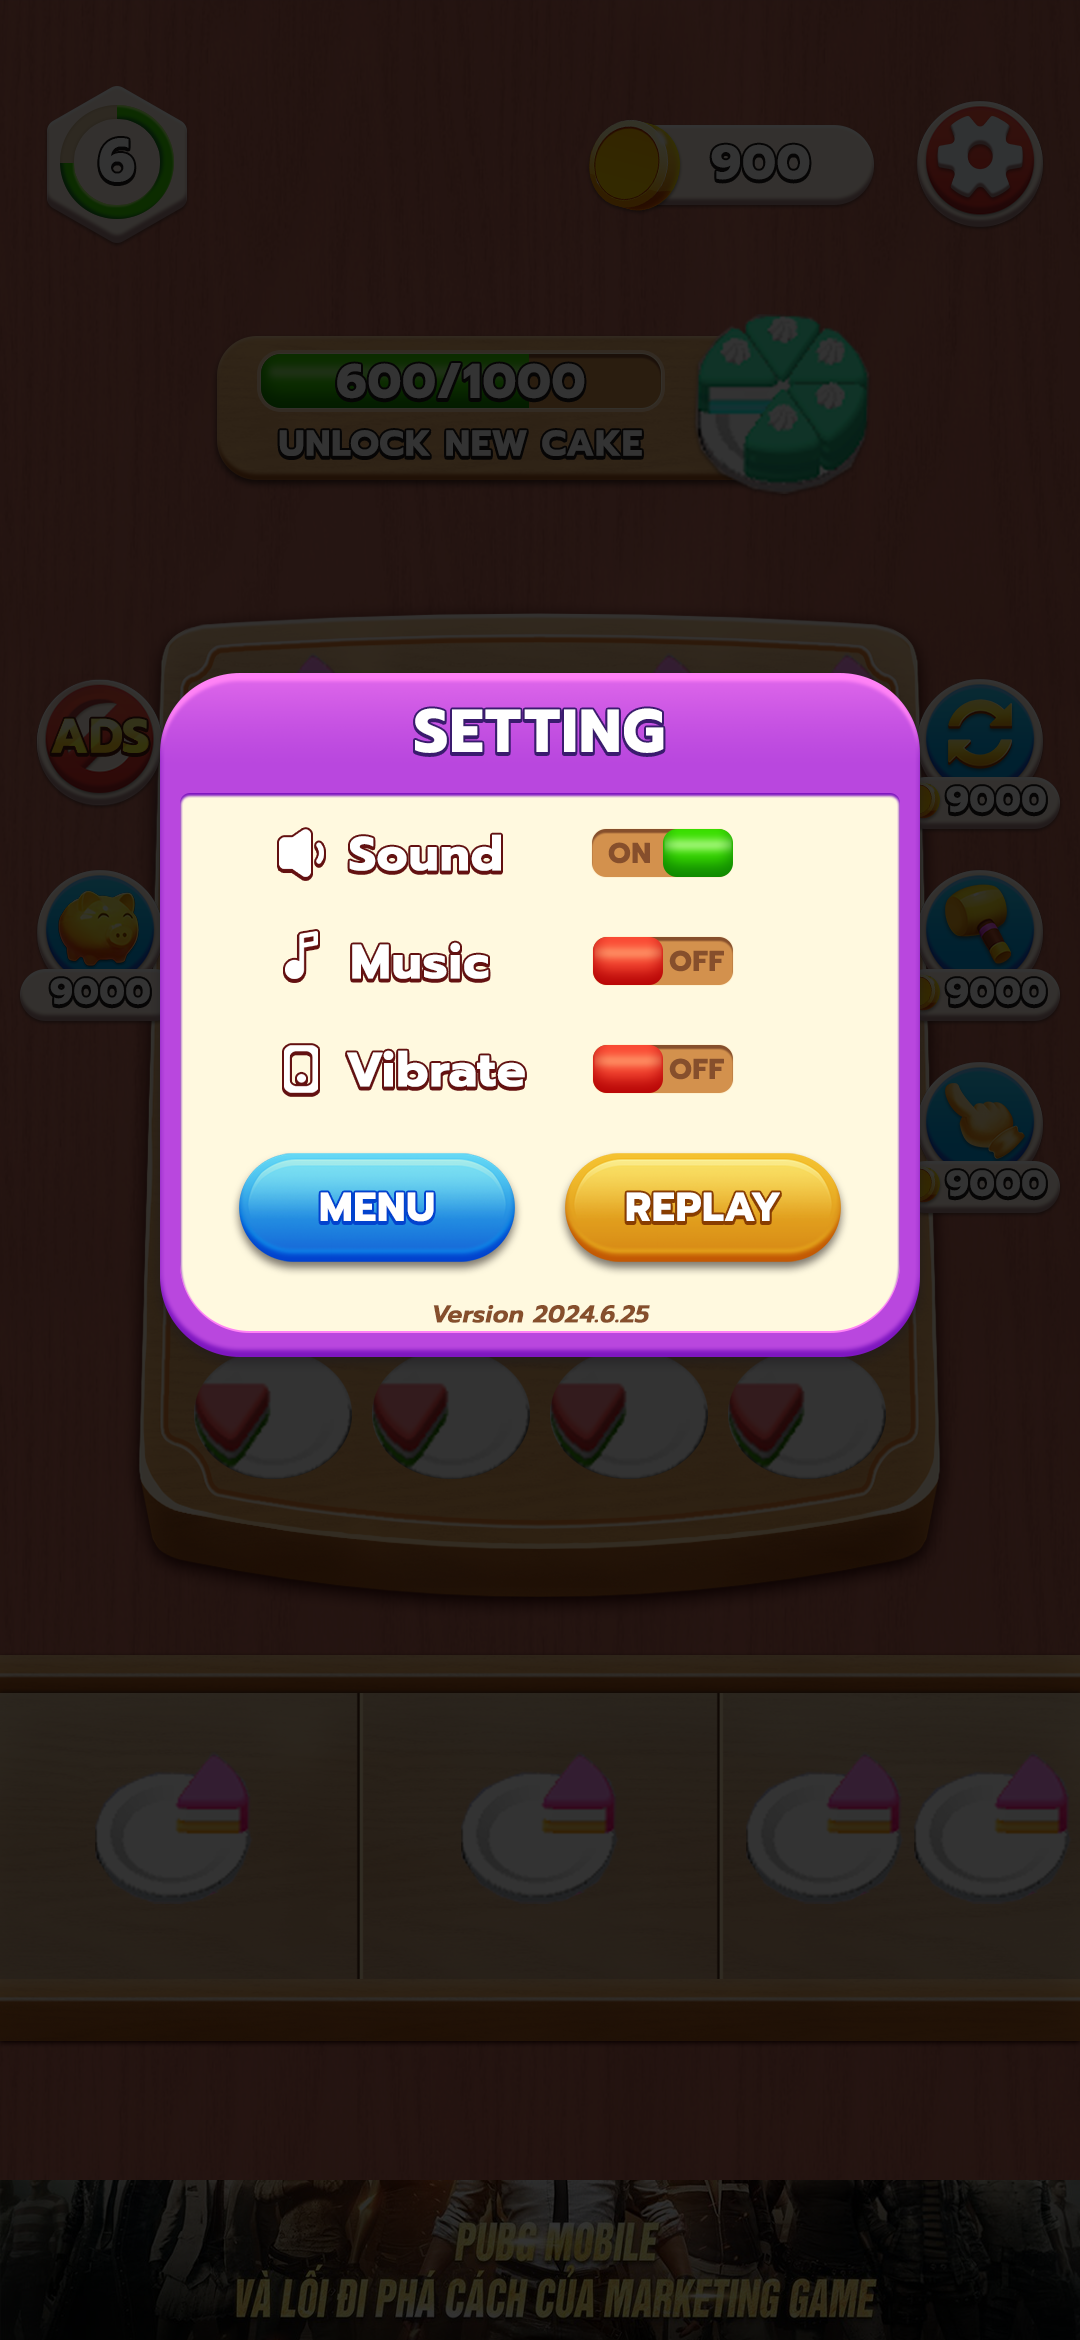 6
900
600/1000
UNLOCK NEW CAKE
SETTING
ADS
9000
Sound
ON
Music
OFF
9000
9000
Vibrate
OFF
9000
MENU
REPLAY
Version 2024.6.25
PUBG MOBILE
VÀ LỐI ĐI PHÁ CÁCH CỦA MARKETING GAME